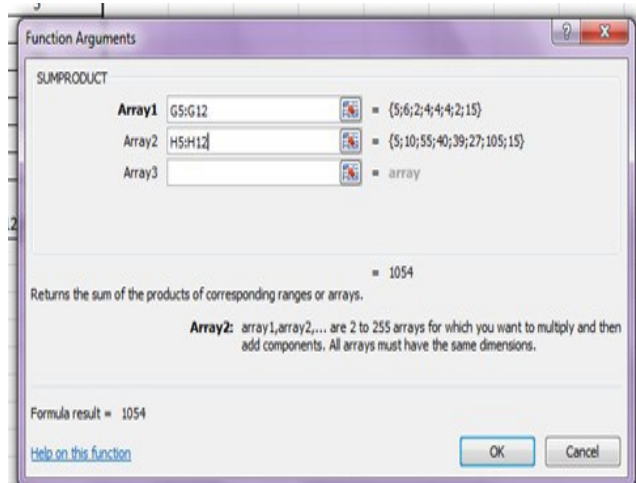 Function Arguments
SUMPRODUCT
Array1 G5:G12 = {5;6;2;4;4;4;2;15}
Array2 H5:H12 = {5;10;55;40;39;27;105;15}
Array3 = array
= 1054
Returns the sum of the products of corresponding ranges or arrays.
Array2: array1,array2,... are 2 to 255 arrays for which you want to multiply and then
add components. All arrays must have the same dimensions.
Formula result = 1054
Help on this function OK Cancel